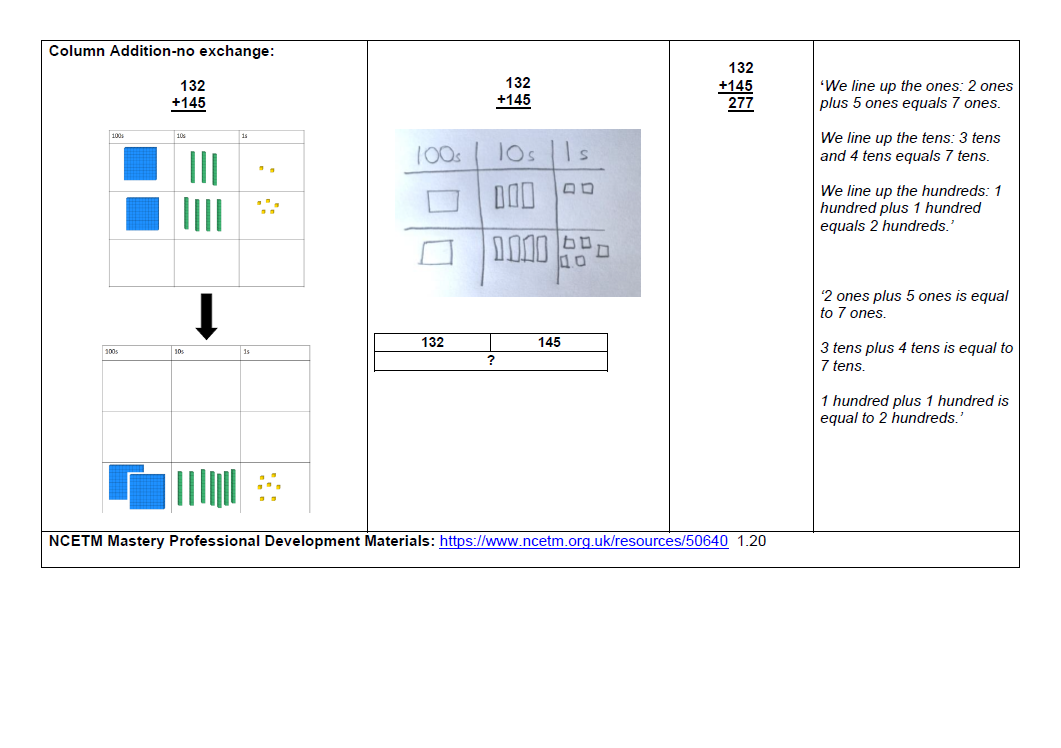 Column Addition-no exchange:
132
+145
100s 10s 1s
100s 10s 1s
132
+145
100s 10s 1s
132 145
?
132
+145
277
‘We line up the ones: 2 ones
plus 5 ones equals 7 ones.
We line up the tens: 3 tens
and 4 tens equals 7 tens.
We line up the hundreds: 1
hundred plus 1 hundred
equals 2 hundreds.’
‘2 ones plus 5 ones is equal
to 7 ones.
3 tens plus 4 tens is equal to
7 tens.
1 hundred plus 1 hundred is
equal to 2 hundreds.’
NCETM Mastery Professional Development Materials: https://www.ncetm.org.uk/resources/50640 1.20